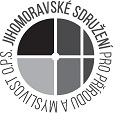 JIHOMORAVSKÉ SDRUŽENÍ PRO PŘÍRODU A MYSLIVOST O.P.S.